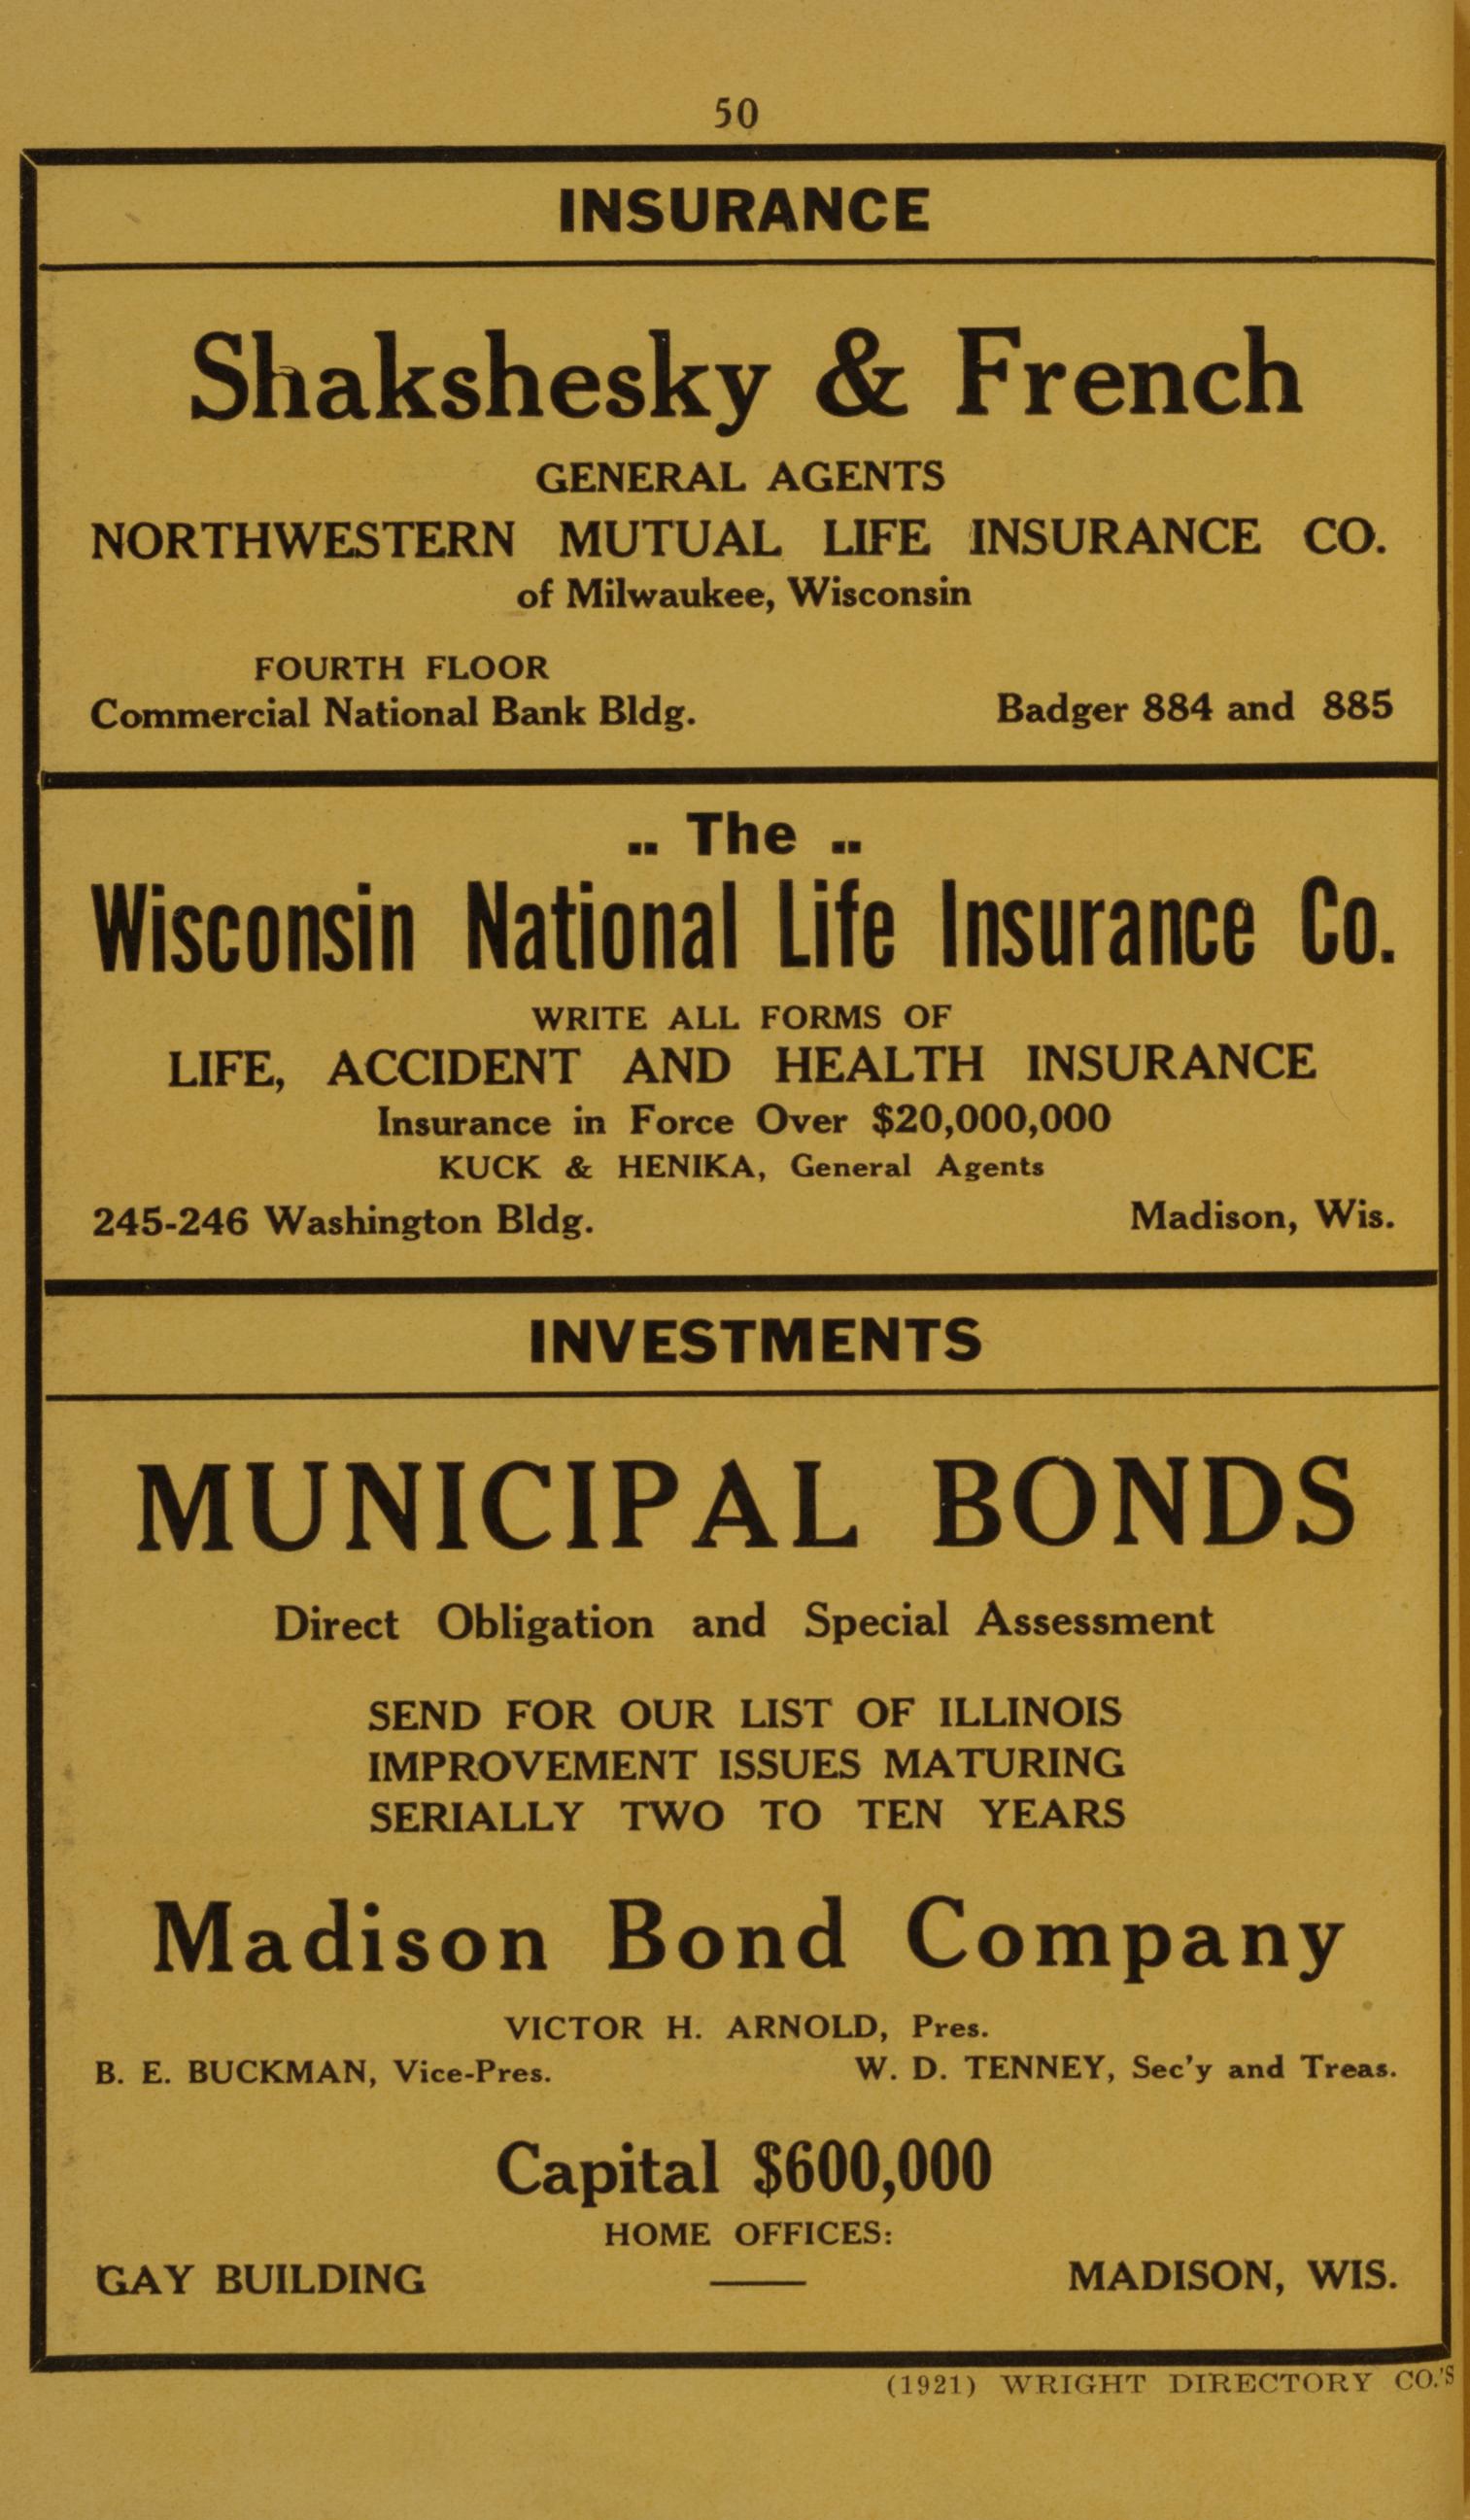 50
INSURANCE
Shakshesky & French
GENERAL AGENTS
NORTHWESTERN MUTUAL LIFE INSURANCE CO.
of Milwaukee, Wisconsin
FOURTH FLOOR
Commercial National Bank Bldg. Badger 884 and 885
.. The ..
Wisconsin National Life Insurance Co.
WRITE ALL FORMS OF
LIFE, ACCIDENT AND HEALTH INSURANCE
Insurance in Force Over $20,000,000
KUCK & HENIKA, General Agents
245-246 Washington Bldg. Madison, Wis.
INVESTMENTS
MUNICIPAL BONDS
Direct Obligation and Special Assessment
SEND FOR OUR LIST OF ILLINOIS
IMPROVEMENT ISSUES MATURING
SERIALLY TWO TO TEN YEARS
Madison Bond Company
VICTOR H. ARNOLD, Pres.
B. E. BUCKMAN, Vice-Pres. W. D. TENNEY, Sec'y and Treas.
Capital $600,000
HOME OFFICES:
GAY BUILDING MADISON, WIS.
(1921) WRIGHT DIRECTORY CO.'S